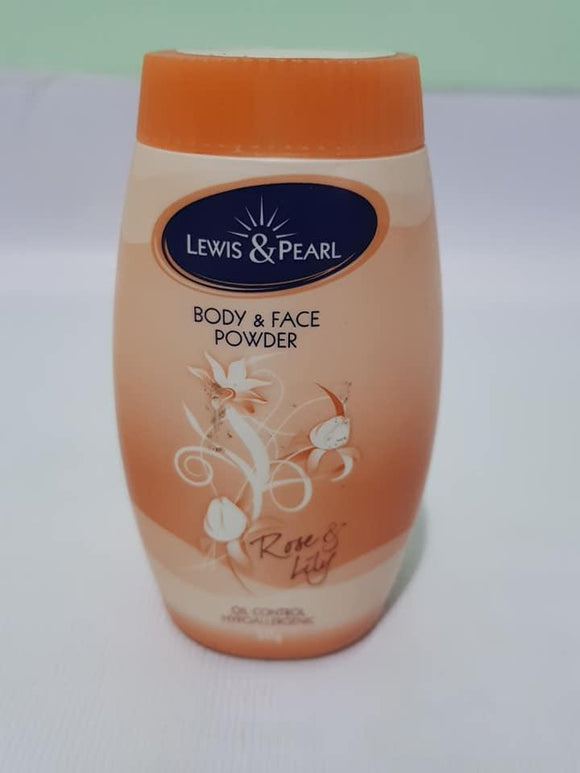 LEWIS & PEARL
BODY & FACE
POWDER
Rose &
Lily
OIL CONTROL
HYPOALLERGENIC